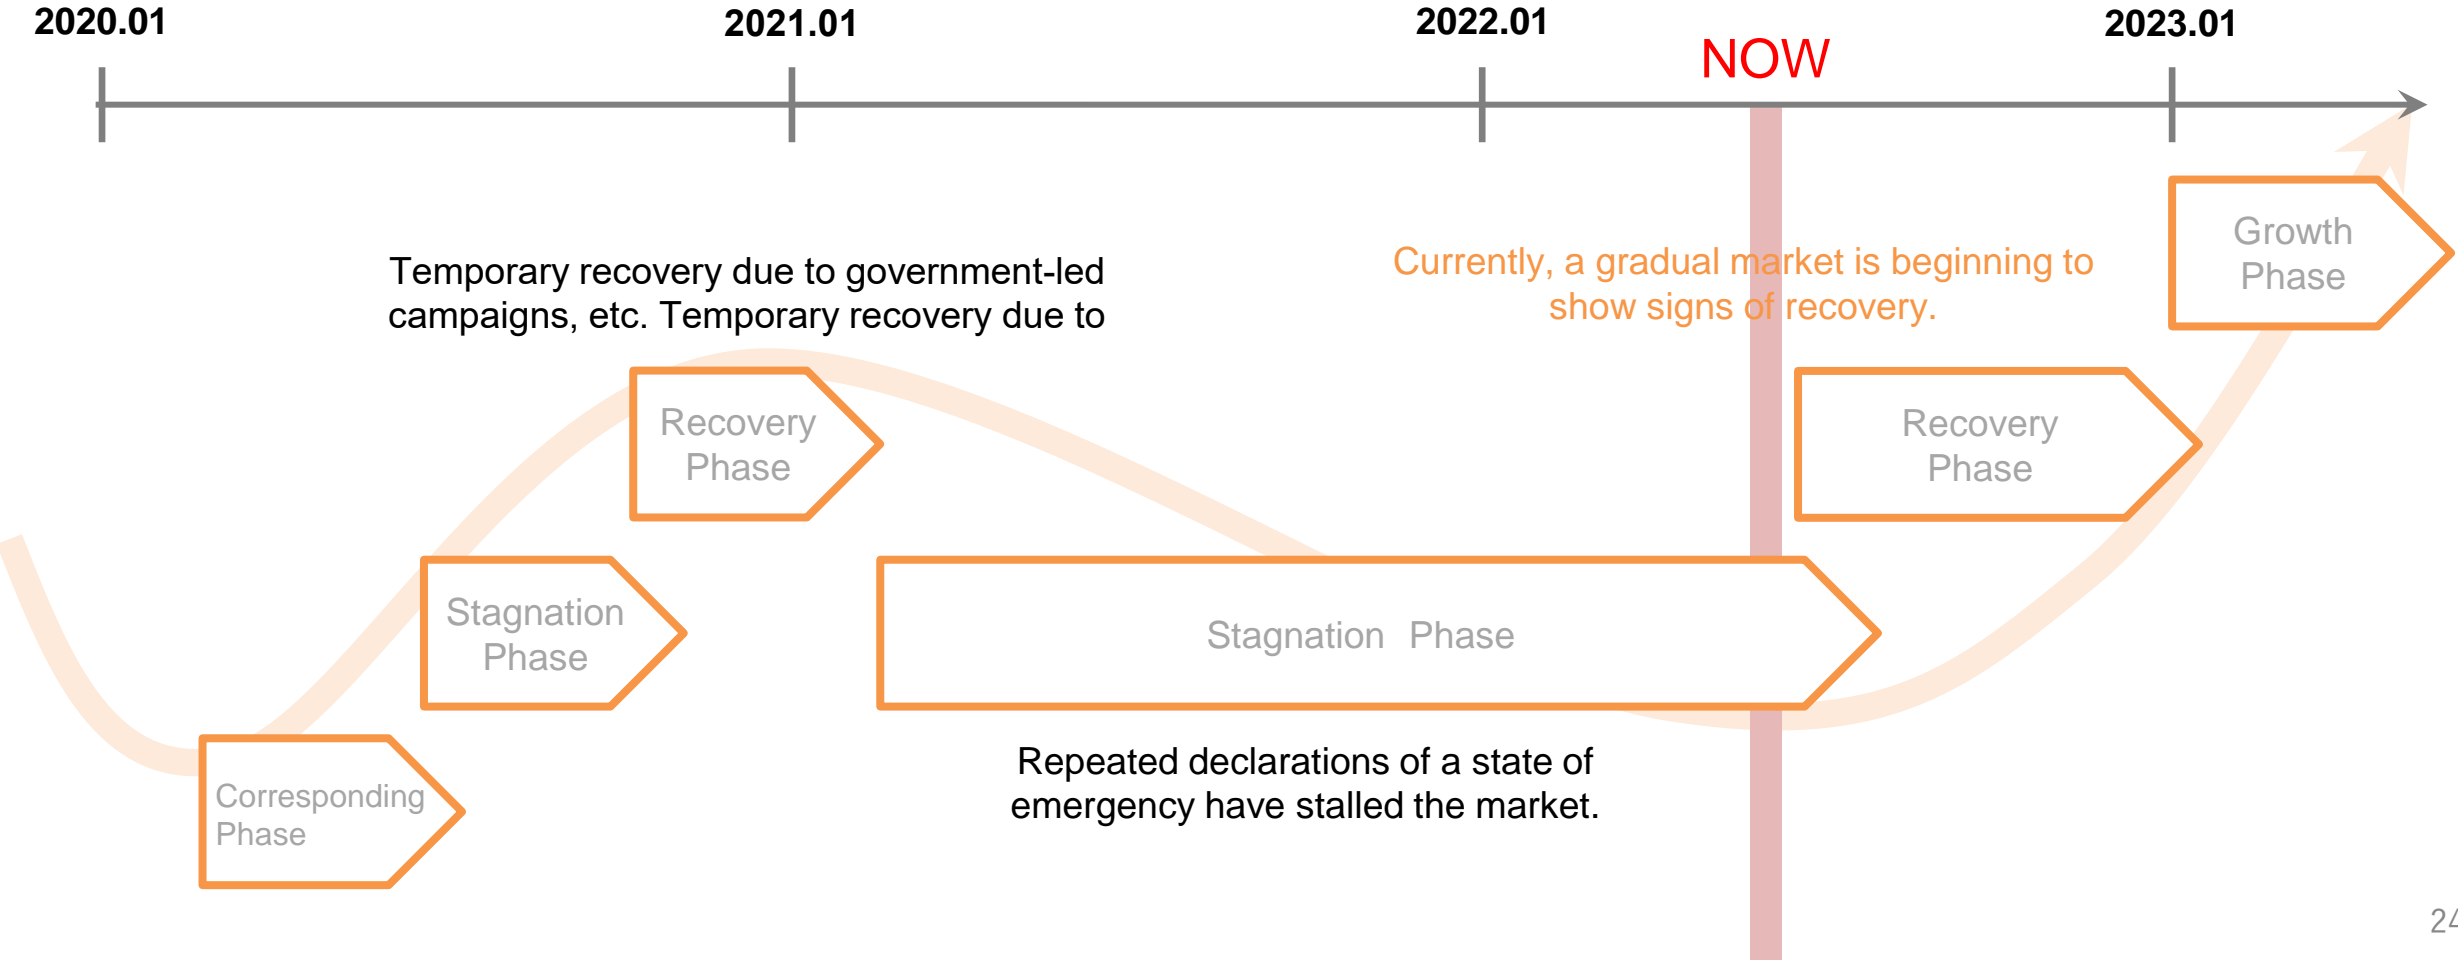 2020.01
2021.01
2022.01
2023.01
NOW
Temporary recovery due to government-led
campaigns, etc. Temporary recovery due to
Currently, a gradual market is beginning to
show signs of recovery.
Growth
Phase
Recovery
Phase
Recovery
Phase
Stagnation
Phase
Stagnation Phase
Repeated declarations of a state of
emergency have stalled the market.
Corresponding
Phase
24